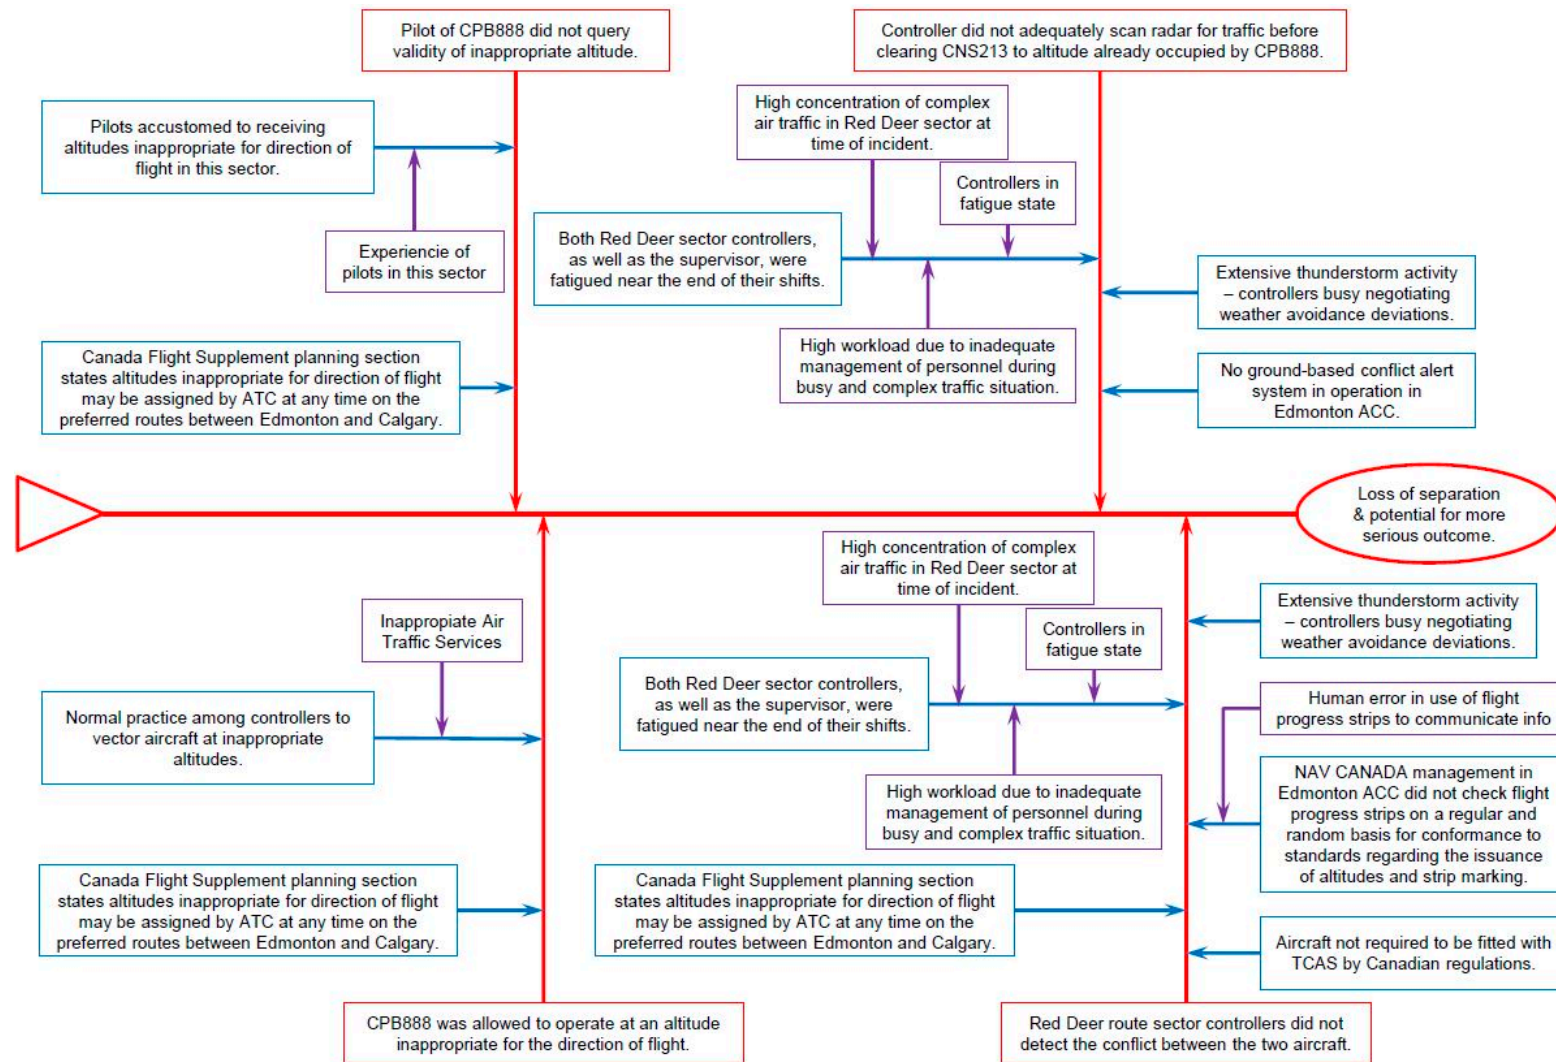 Pilot of CPB888 did not query
validity of inappropriate altitude.
Controller did not adequately scan radar for traffic before
clearing CNS213 to altitude already occupied by CPB888.
Pilots accustomed to receiving
altitudes inappropriate for direction of
flight in this sector.
High concentration of complex
air traffic in Red Deer sector at
time of incident.
Controllers in
fatigue state
Experiencie of
pilots in this sector
Both Red Deer sector controllers,
as well as the supervisor, were
fatigued near the end of their shifts.
Extensive thunderstorm activity
– controllers busy negotiating
weather avoidance deviations.
Canada Flight Supplement planning section
states altitudes inappropriate for direction of flight
may be assigned by ATC at any time on the
preferred routes between Edmonton and Calgary.
High workload due to inadequate
management of personnel during
busy and complex traffic situation.
No ground-based conflict alert
system in operation in
Edmonton ACC.
Loss of separation
& potential for more
serious outcome.
High concentration of complex
air traffic in Red Deer sector at
time of incident.
Inappropiate Air
Traffic Services
Controllers in
fatigue state
Extensive thunderstorm activity
– controllers busy negotiating
weather avoidance deviations.
Normal practice among controllers to
vector aircraft at inappropriate
altitudes.
Both Red Deer sector controllers,
as well as the supervisor, were
fatigued near the end of their shifts.
Human error in use of flight
progress strips to communicate info
High workload due to inadequate
management of personnel during
busy and complex traffic situation.
NAV CANADA management in
Edmonton ACC did not check flight
progress strips on a regular and
random basis for conformance to
standards regarding the issuance
of altitudes and strip marking.
Canada Flight Supplement planning section
states altitudes inappropriate for direction of flight
may be assigned by ATC at any time on the
preferred routes between Edmonton and Calgary.
Canada Flight Supplement planning section
states altitudes inappropriate for direction of flight
may be assigned by ATC at any time on the
preferred routes between Edmonton and Calgary.
Aircraft not required to be fitted with
TCAS by Canadian regulations.
CPB888 was allowed to operate at an altitude
inappropriate for the direction of flight.
Red Deer route sector controllers did not
detect the conflict between the two aircraft.